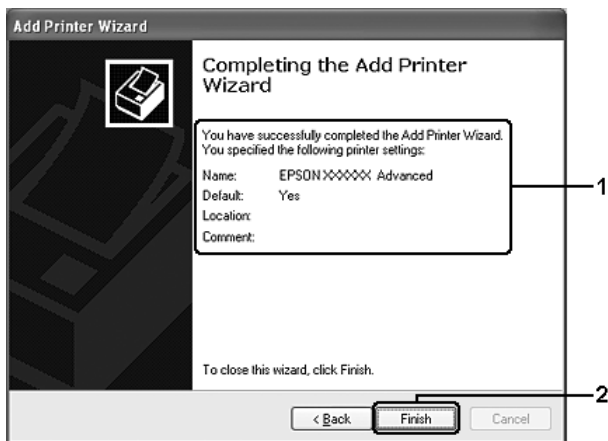 Add Printer Wizard
Completing the Add Printer
Wizard
You have successfully completed the Add Printer Wizard.
You specified the following printer settings:
Name: EPSON XXXXXX Advanced
Default: Yes
Location:
Comment:
1
To close this wizard, click Finish.
2
< Back Finish Cancel